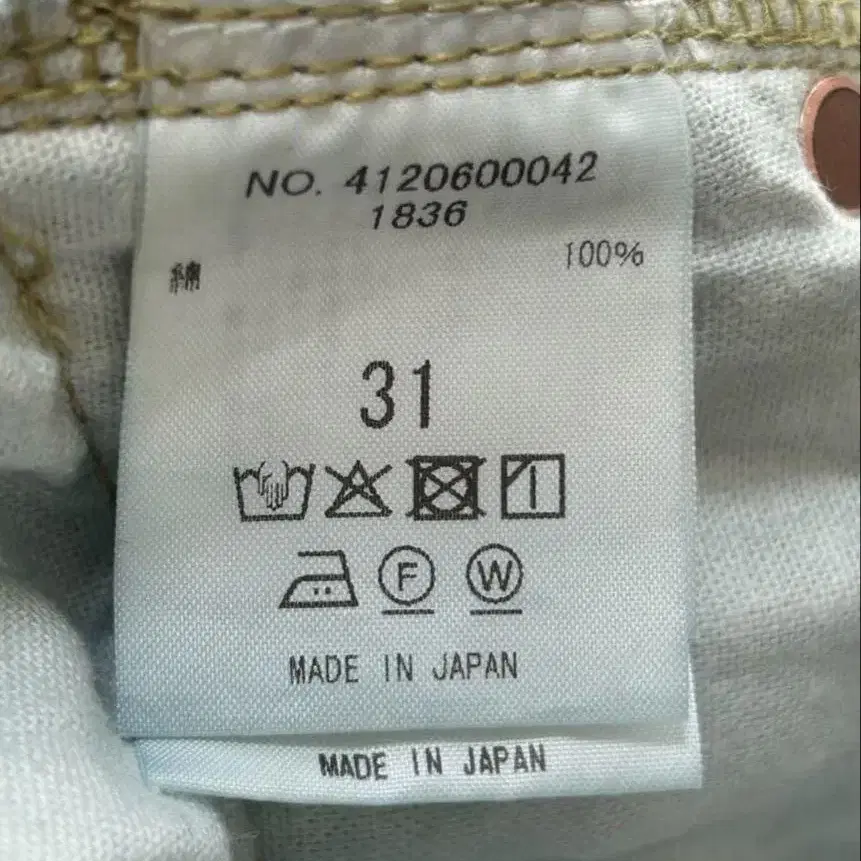 NO. 4120600042
1836
綿 100%
31
F W
MADE IN JAPAN
MADE IN JAPAN